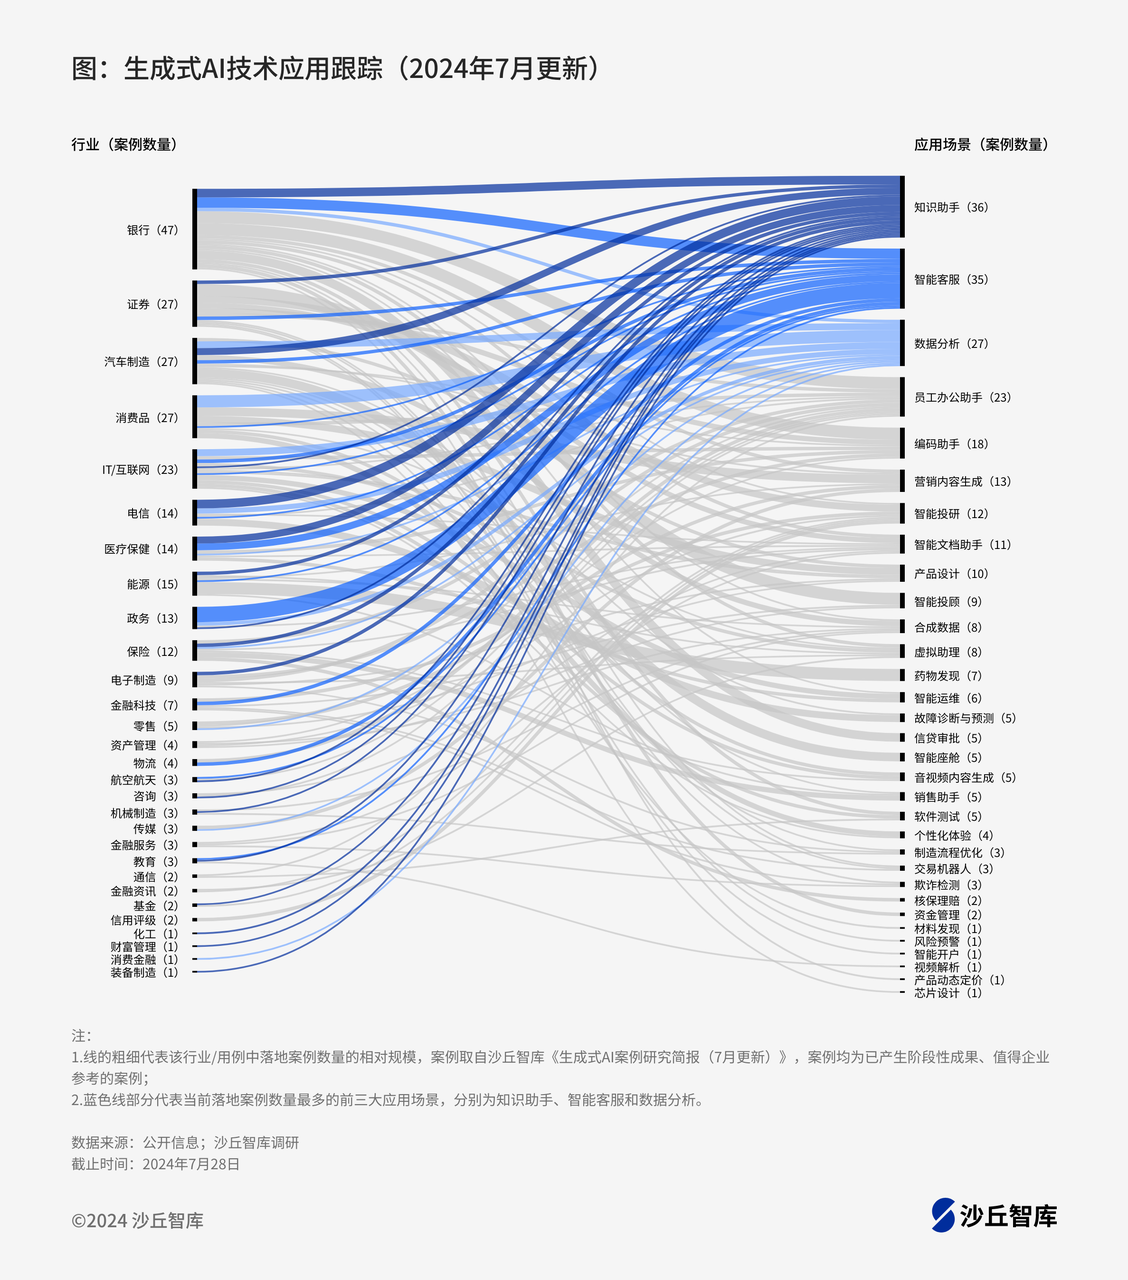 图：生成式AI技术应用跟踪（2024年7月更新）
行业（案例数量）
应用场景（案例数量）
银行（47）
证券（27）
汽车制造（27）
消费品（27）
IT/互联网（23）
电信（14）
医疗保健（14）
能源（15）
政务（13）
保险（12）
电子制造（9）
金融科技（7）
零售（5）
资产管理（4）
物流（4）
航空航天（3）
咨询（3）
机械制造（3）
传媒（3）
金融服务（3）
教育（3）
通信（2）
金融资讯（2）
基金（2）
信用评级（2）
化工（1）
财富管理（1）
消费金融（1）
装备制造（1）
知识助手（36）
智能客服（35）
数据分析（27）
员工办公助手（23）
编码助手（18）
营销内容生成（13）
智能投研（12）
智能文档助手（11）
产品设计（10）
智能投顾（9）
合成数据（8）
虚拟助理（8）
药物发现（7）
智能运维（6）
故障诊断与预测（5）
信贷审批（5）
智能座舱（5）
音视频内容生成（5）
销售助手（5）
软件测试（5）
个性化体验（4）
制造流程优化（3）
交易机器人（3）
欺诈检测（3）
核保理赔（2）
资金管理（2）
材料发现（1）
风险预警（1）
智能开户（1）
视频解析（1）
产品动态定价（1）
芯片设计（1）
注：
1.线的粗细代表该行业/用例中落地案例数量的相对规模，案例取自沙丘智库《生成式AI案例研究简报（7月更新）》，案例均为已产生阶段性成果、值得企业
参考的案例；
2.蓝色线部分代表当前落地案例数量最多的前三大应用场景，分别为知识助手、智能客服和数据分析。
数据来源：公开信息；沙丘智库调研
截止时间：2024年7月28日
©2024 沙丘智库
沙丘智库